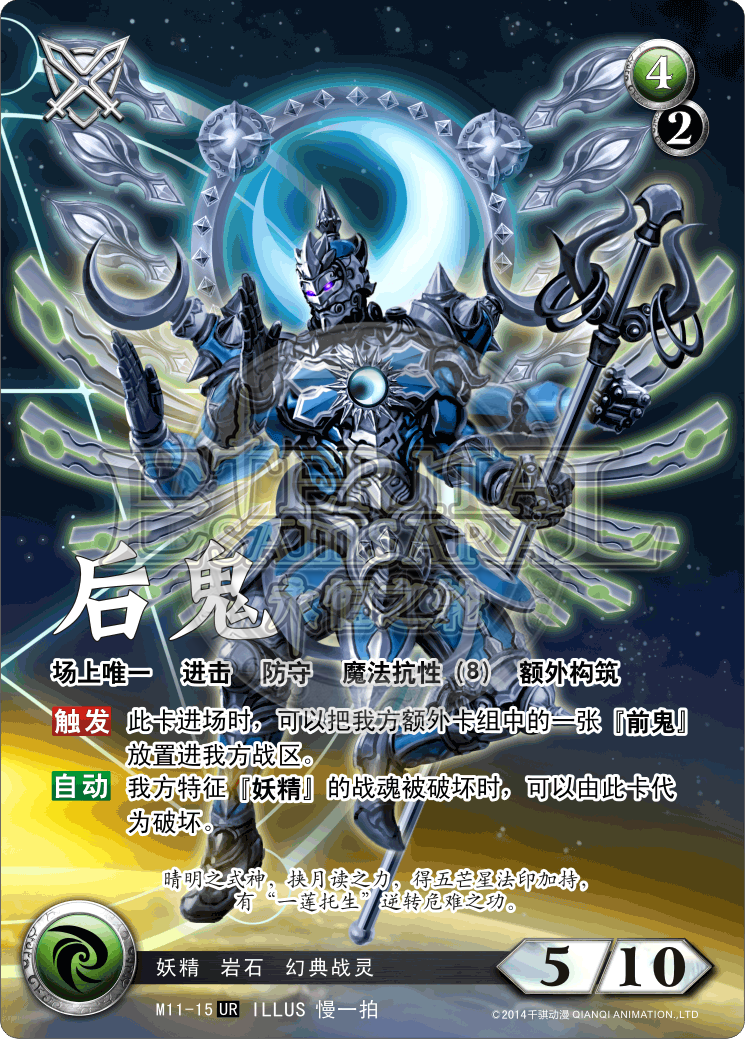 4
2
ETERNAL
SAMSARA
永恒之轮
后鬼
场上唯一 进击 防守 魔法抗性（8） 额外构筑
触发 此卡进场时，可以把我方额外卡组中的一张『前鬼』
放置进我方战区。
自动 我方特征『妖精』的战魂被破坏时，可以由此卡代
为破坏。
晴明之式神，挟月读之力，得五芒星法印加持，
有“一莲托生”逆转危难之功。
妖精 岩石 幻典战灵
5/10
M11-15 UR ILLUS 慢一拍
C 2014千骐动漫 QIANQI ANIMATION.,LTD